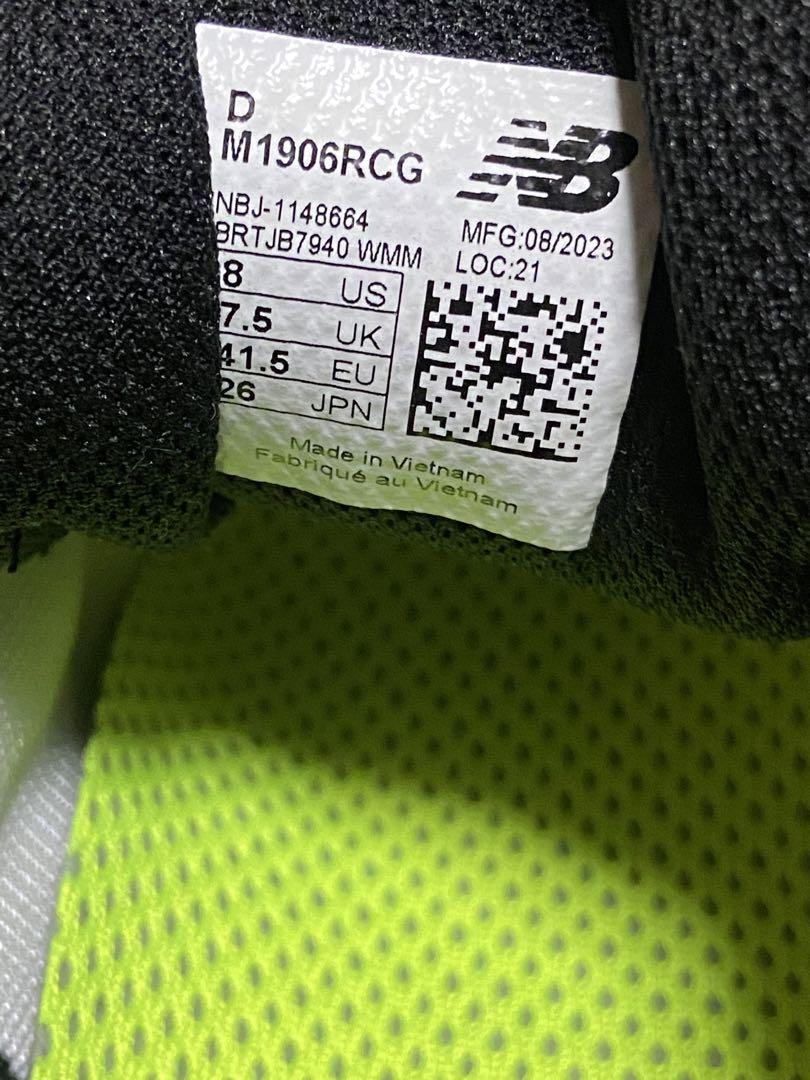 D
M1906RCG
NB
NBJ-1148664
BRTJB7940 WMM
MFG:08/2023
LOC:21
8 US
7.5 UK
41.5 EU
26 JPN
Made in Vietnam
Fabriqué au Vietnam